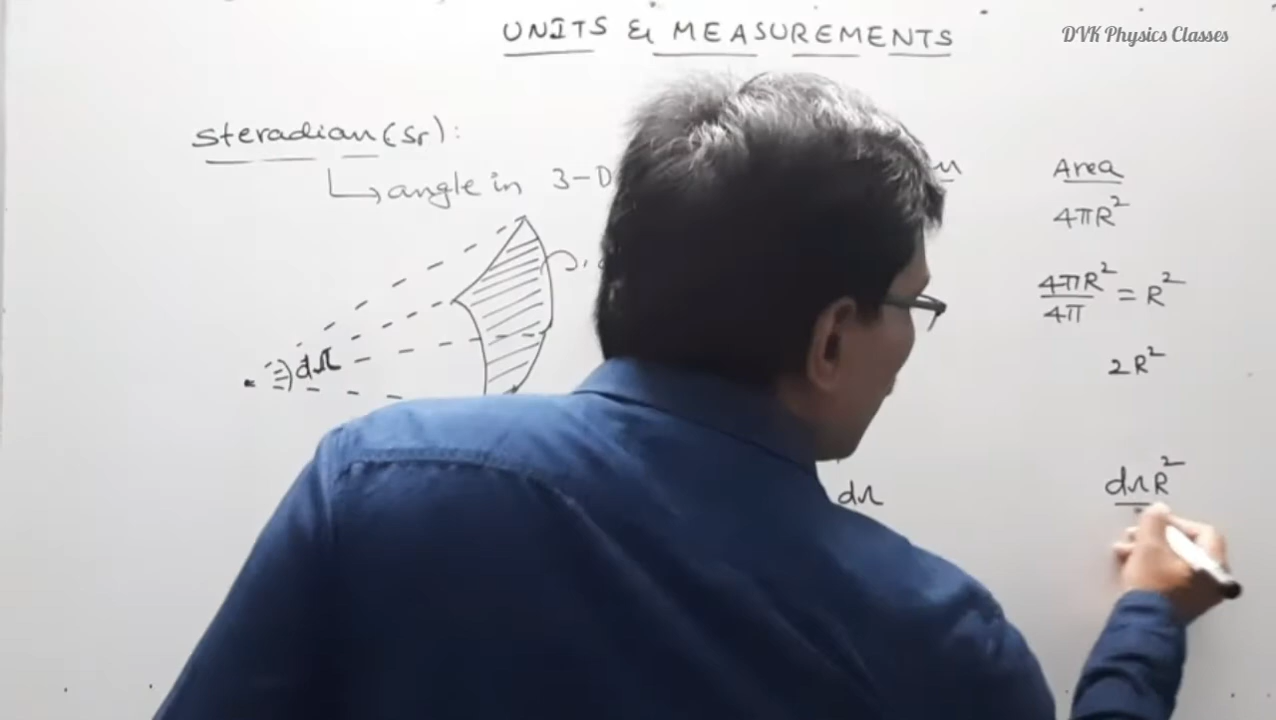 UNITS & MEASUREMENTS
DVK Physics Classes
steradian (sr):
angle in 3-D
dΩ
Area
4πR²
4πR²/4π = R²
2R²
dΩ
dΩR²